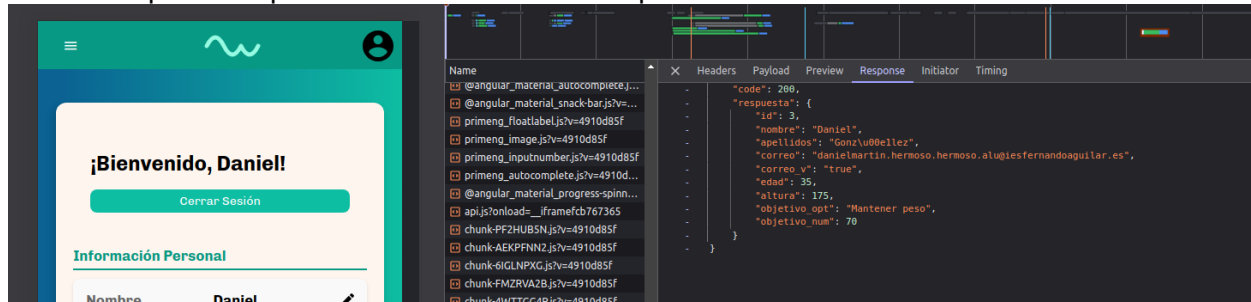 ¡Bienvenido, Daniel!
Cerrar Sesión
Información Personal
Nombre Daniel
Name
@angular_material_autocomplete.j...
@angular_material_snack-bar.js?v=...
primeng_floatlabel.js?v=4910d85f
primeng_image.js?v=4910d85f
primeng_inputnumber.js?v=4910d85f
primeng_autocomplete.js?v=4910d...
@angular_material_progress-spinn...
api.js?onload=__iframefcb767365
chunk-PF2HUB5N.js?v=4910d85f
chunk-AEKPFNN2.js?v=4910d85f
chunk-6IGLNPXG.js?v=4910d85f
chunk-FMZRVA2B.js?v=4910d85f
chunk-4WTTGG4B.js?v=4910d85f
Headers Payload Preview Response Initiator Timing
"code": 200,
"respuesta": {
"id": 3,
"nombre": "Daniel",
"apellidos": "Gonz\u00e1lez",
"correo": "danielmartin.hermoso.hermoso.alu@iesfernandoaguilar.es",
"correo_v": "true",
"edad": 35,
"altura": 175,
"objetivo_opt": "Mantener peso",
"objetivo_num": 70
}
}